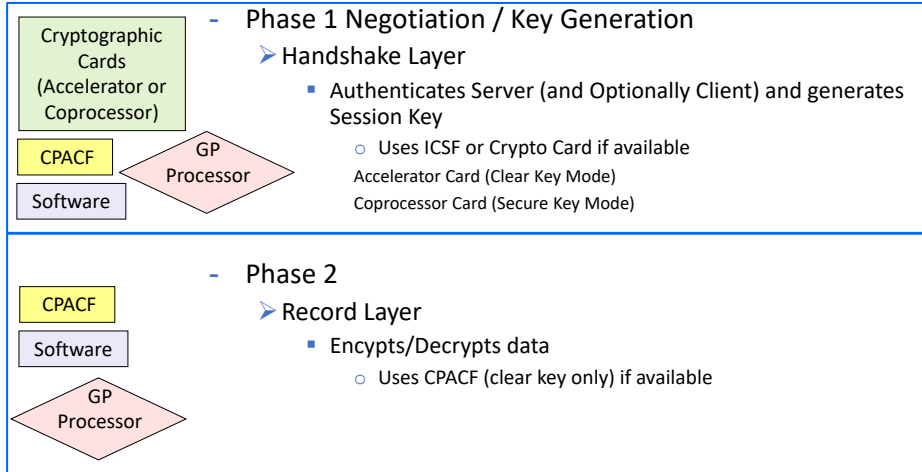 Cryptographic
Cards
(Accelerator or
Coprocessor)
CPACF
Software
GP
Processor
- Phase 1 Negotiation / Key Generation
➢ Handshake Layer
▪ Authenticates Server (and Optionally Client) and generates
Session Key
o Uses ICSF or Crypto Card if available
Accelerator Card (Clear Key Mode)
Coprocessor Card (Secure Key Mode)
CPACF
Software
GP
Processor
- Phase 2
➢ Record Layer
▪ Encypts/Decrypts data
o Uses CPACF (clear key only) if available